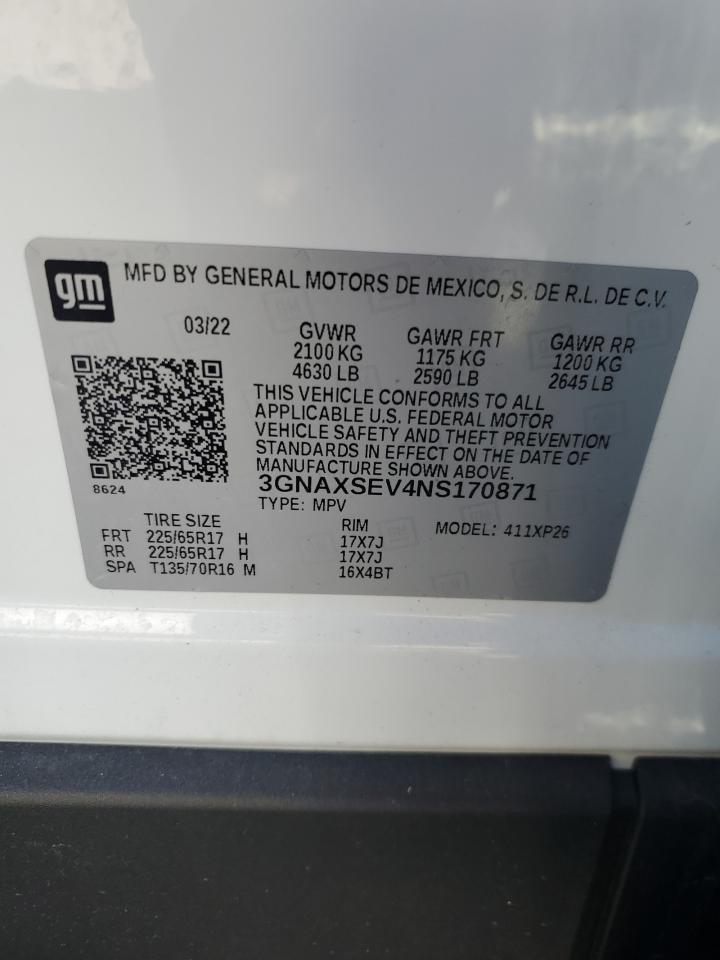 gm MFD BY GENERAL MOTORS DE MEXICO, S. DE R.L. DE C.V.
03/22 GVWR GAWR FRT GAWR RR
2100 KG 1175 KG 1200 KG
4630 LB 2590 LB 2645 LB
THIS VEHICLE CONFORMS TO ALL
APPLICABLE U.S. FEDERAL MOTOR
VEHICLE SAFETY AND THEFT PREVENTION
STANDARDS IN EFFECT ON THE DATE OF
MANUFACTURE SHOWN ABOVE.
8624 3GNAXSEV4NS170871
TYPE: MPV
TIRE SIZE RIM MODEL: 411XP26
FRT 225/65R17 H 17X7J
RR 225/65R17 H 17X7J
SPA T135/70R16 M 16X4BT